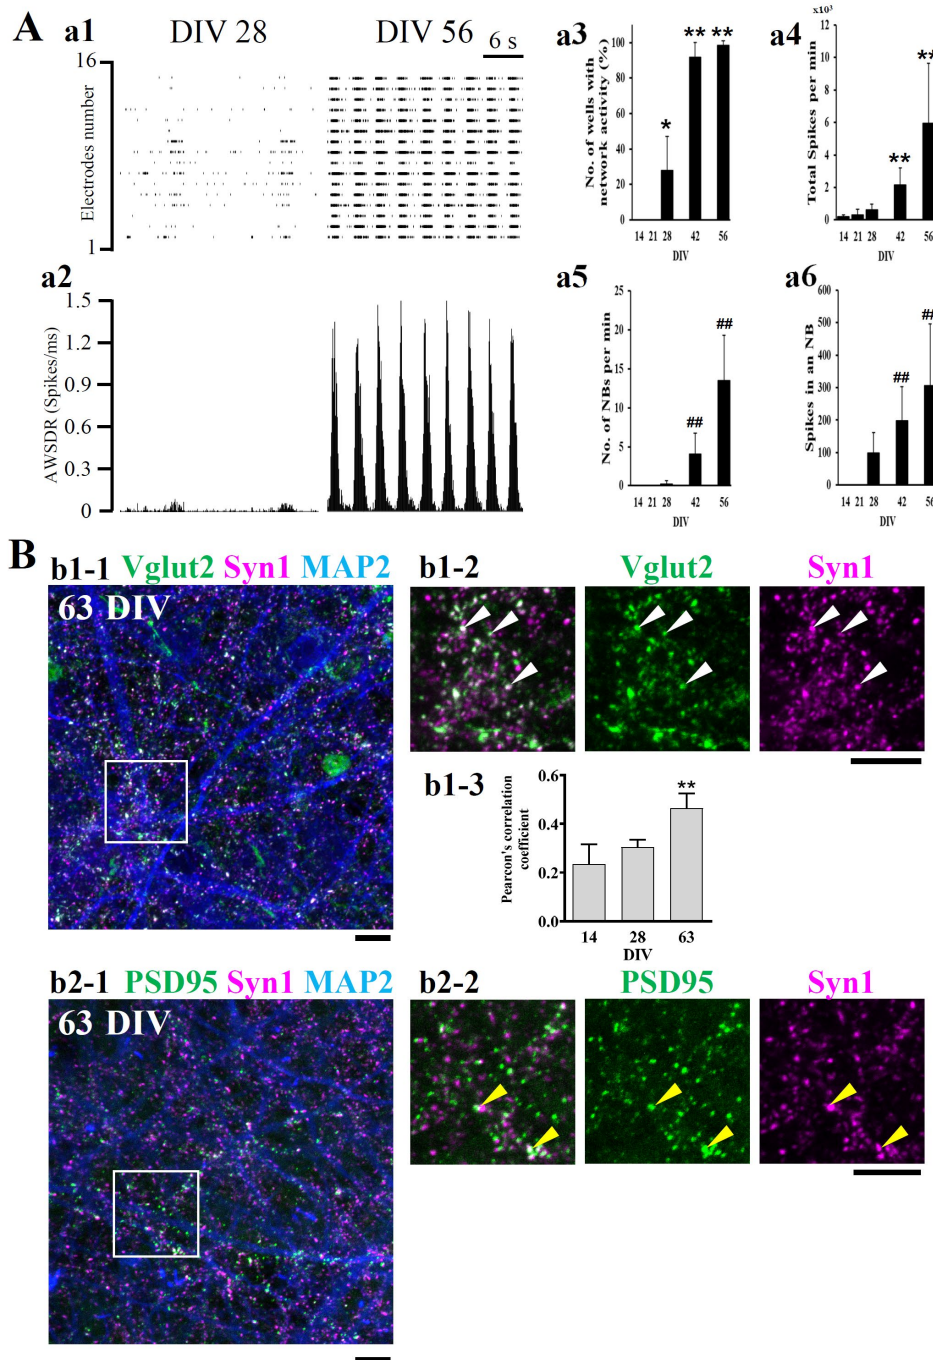 A a1 DIV 28 DIV 56
6 s
16
Electrodes number
1
a2
1.5
1.2
0.9
0.6
0.3
0
AWSDR (Spikes/ms)
a3
No. of wells with
network activity (%)
100
80
60
40
20
0
*
** **
14 21 28 42 56
DIV
a4
x10³
Total Spikes per min
12
10
8
6
4
2
0
**
**
14 21 28 42 56
DIV
a5
No. of NBs per min
25
20
15
10
5
0
##
##
14 21 28 42 56
DIV
a6
Spikes in an NB
600
500
400
300
200
100
0
##
##
14 21 28 42 56
DIV
B
b1-1 Vglut2 Syn1 MAP2
63 DIV
b1-2 Vglut2 Syn1
b1-3
Pearcon's correlation
coefficient
0.6
0.4
0.2
0.0
**
14 28 63
DIV
b2-1 PSD95 Syn1 MAP2
63 DIV
b2-2 PSD95 Syn1